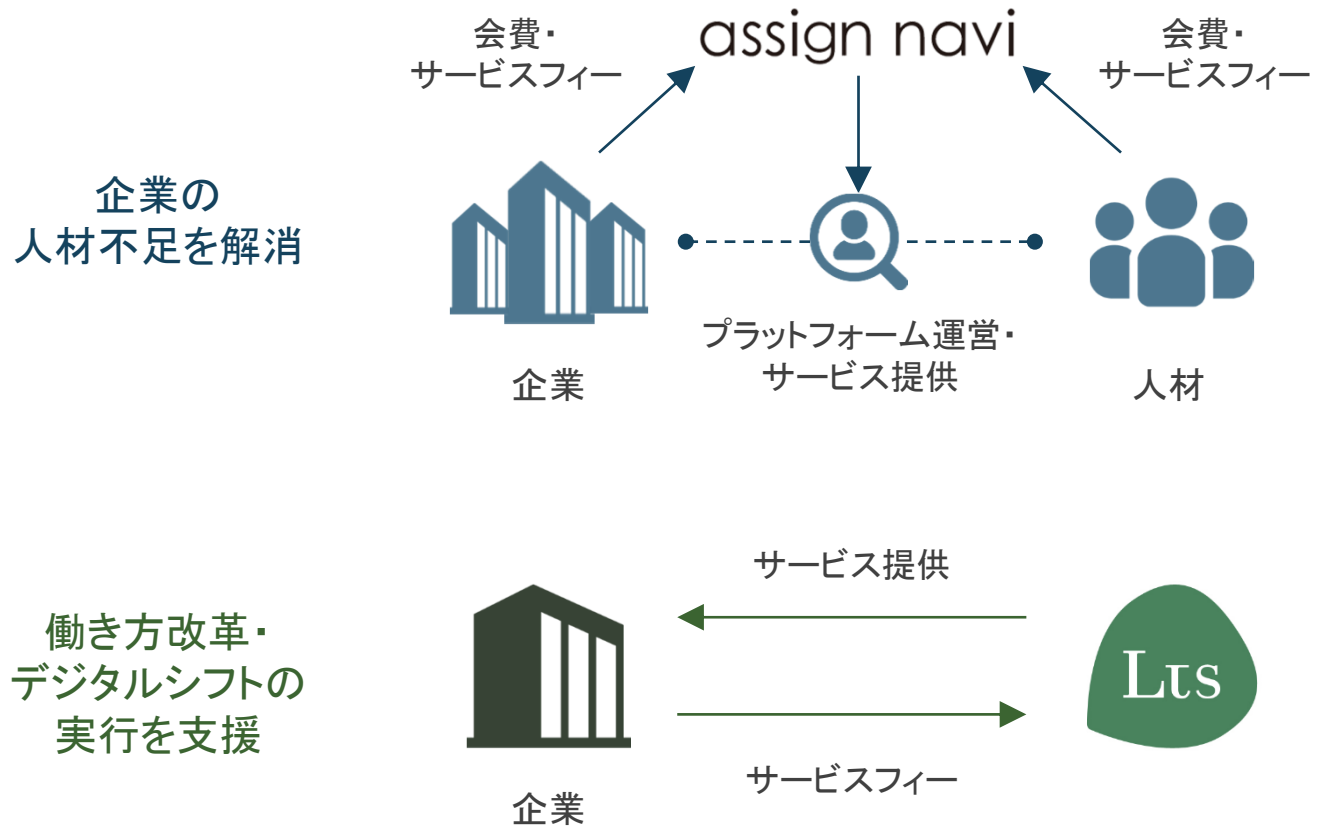 会費・
サービスフィー
assign navi
会費・
サービスフィー
企業の
人材不足を解消
プラットフォーム運営・
サービス提供
企業
人材
サービス提供
働き方改革・
デジタルシフトの
実行を支援
Lts
サービスフィー
企業